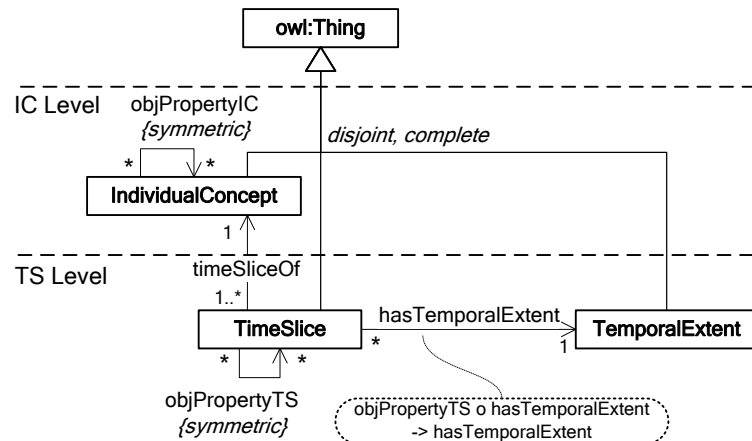 owl:Thing
IC Level
objPropertyIC
{symmetric}
disjoint, complete
* *
IndividualConcept
1
TS Level
timeSliceOf
1..*
hasTemporalExtent
TimeSlice
TemporalExtent
* 1
* *
objPropertyTS
{symmetric}
objPropertyTS o hasTemporalExtent
-> hasTemporalExtent